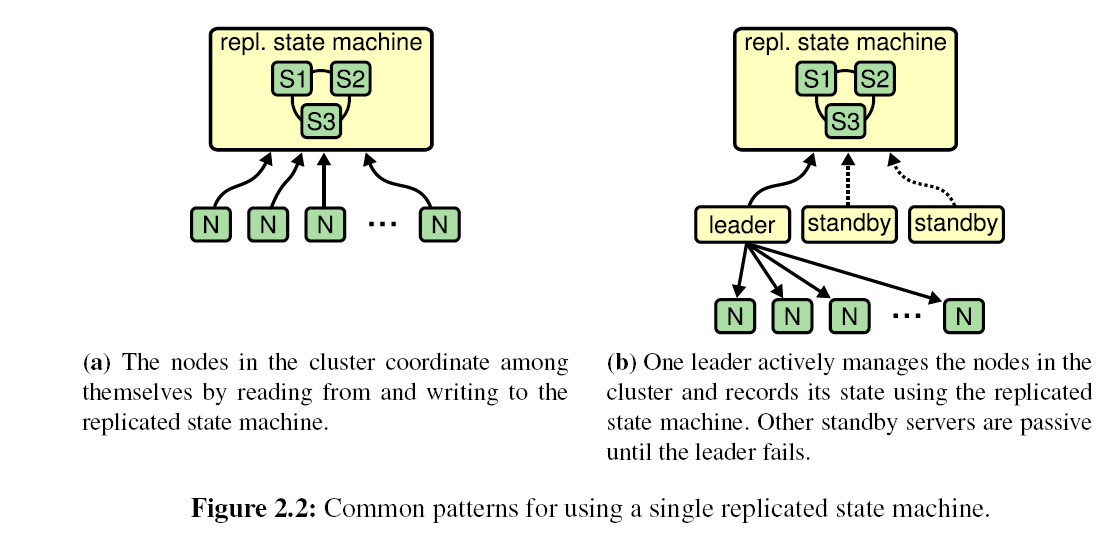 repl. state machine
S1 S2
S3
N N N ... N
(a) The nodes in the cluster coordinate among
themselves by reading from and writing to the
replicated state machine.
repl. state machine
S1 S2
S3
leader standby standby
N N N ... N
(b) One leader actively manages the nodes in the
cluster and records its state using the replicated
state machine. Other standby servers are passive
until the leader fails.
Figure 2.2: Common patterns for using a single replicated state machine.